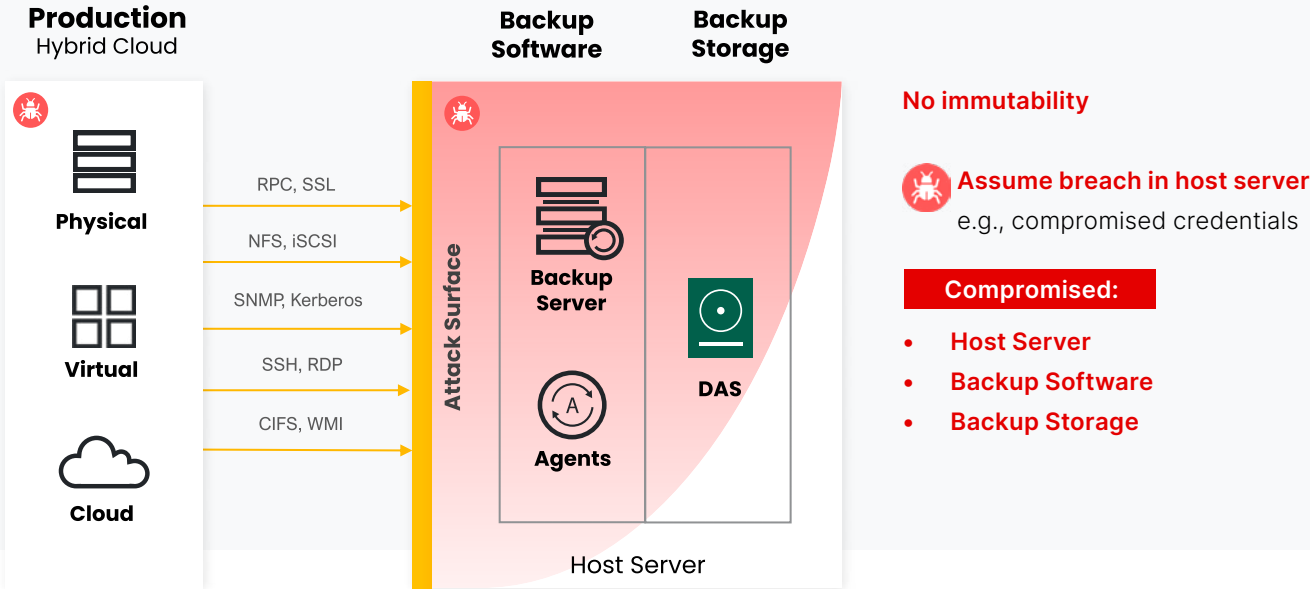 Production
Hybrid Cloud
Physical
Virtual
Cloud
RPC, SSL
NFS, iSCSI
SNMP, Kerberos
SSH, RDP
CIFS, WMI
Attack Surface
Backup
Software
Backup
Storage
Backup
Server
A
Agents
DAS
Host Server
No immutability
Assume breach in host server
e.g., compromised credentials
Compromised:
• Host Server
• Backup Software
• Backup Storage